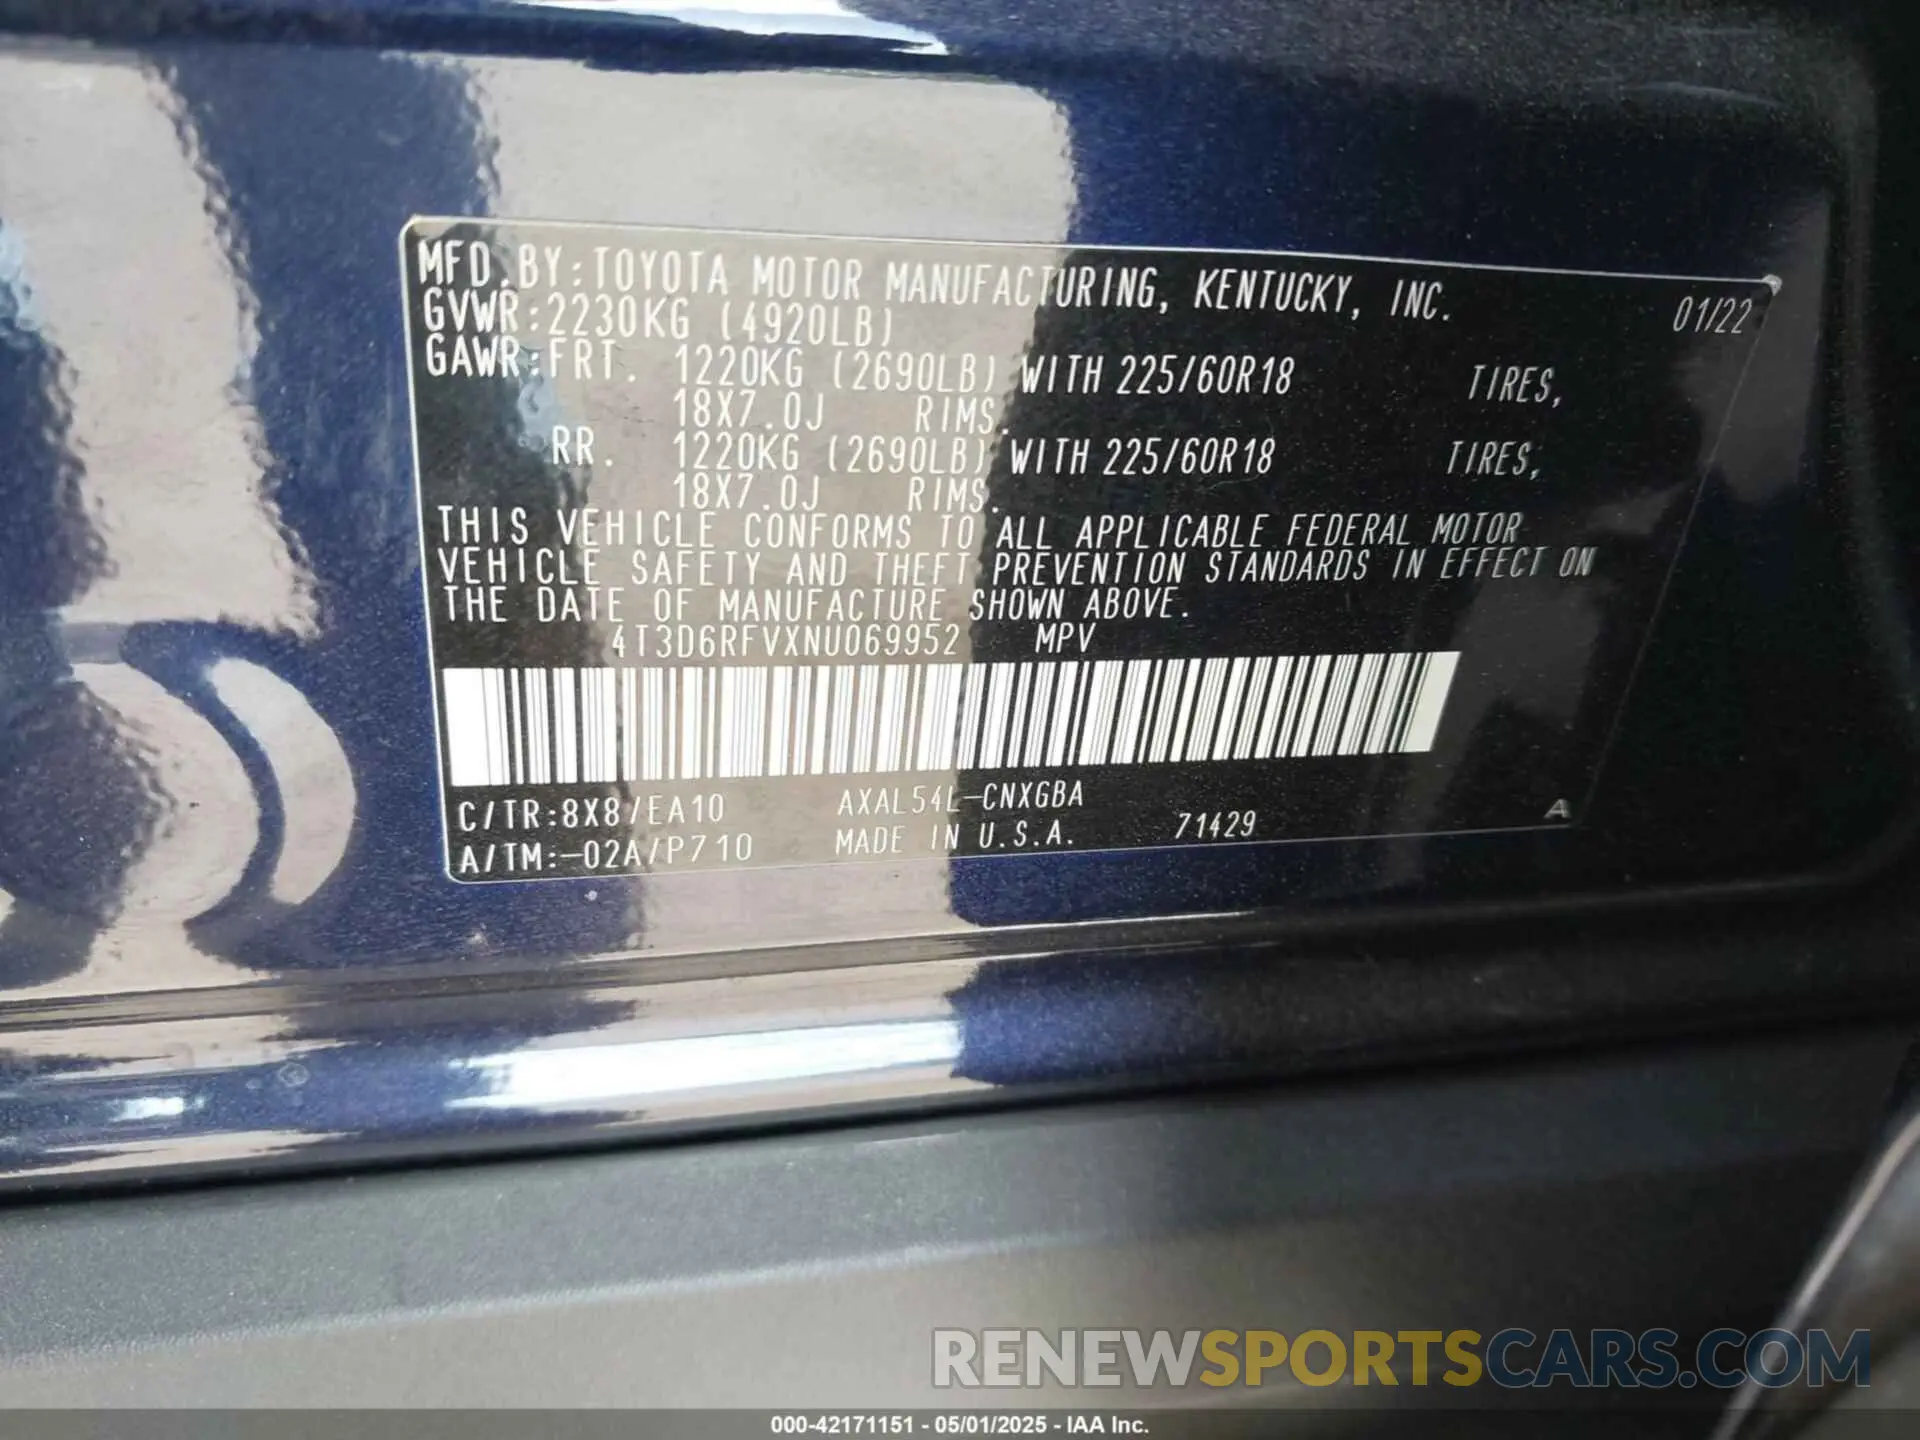 MFD.BY:TOYOTA MOTOR MANUFACTURING, KENTUCKY, INC. 01/22
GVWR:2230KG (4920LB)
GAWR:FRT. 1220KG (2690LB) WITH 225/60R18 TIRES,
18X7.0J RIMS.
RR. 1220KG (2690LB) WITH 225/60R18 TIRES,
18X7.0J RIMS.
THIS VEHICLE CONFORMS TO ALL APPLICABLE FEDERAL MOTOR
VEHICLE SAFETY AND THEFT PREVENTION STANDARDS IN EFFECT ON
THE DATE OF MANUFACTURE SHOWN ABOVE.
4T3D6RFVXNU069952 MPV
C/TR:8X8/EA10 AXAL54L-CNXGBA
A/TM:-02A/P710 MADE IN U.S.A. 71429 A
RENEWSPORTSCARS.COM
000-42171151 - 05/01/2025 - IAA Inc.